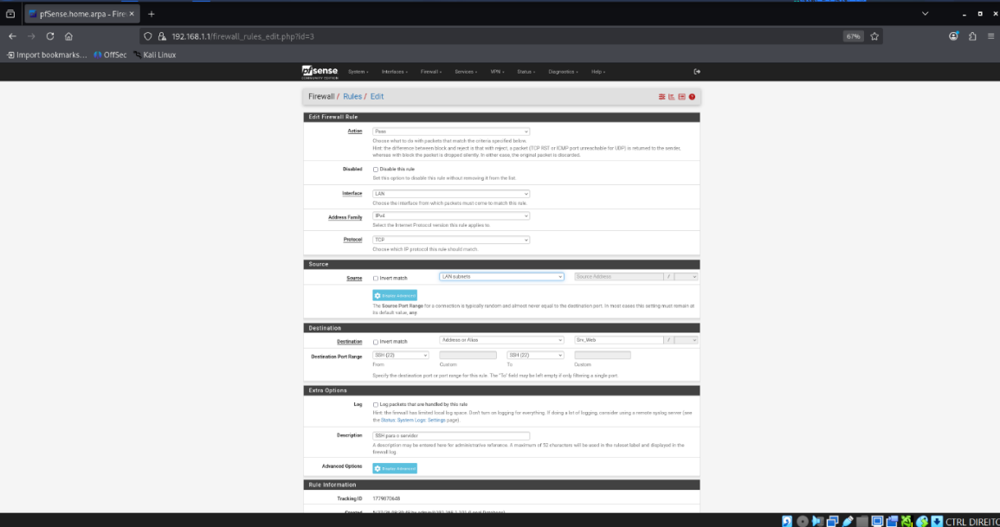 pfSense.home.arpa - Fire
192.168.1.1/firewall_rules_edit.php?id=3
67%
Import bookmarks...
OffSec
Kali Linux
pfsense
COMMUNITY EDITION
System
Interfaces
Firewall
Services
VPN
Status
Diagnostics
Help
Firewall / Rules / Edit
Edit Firewall Rule
Action
Pass
Choose what to do with packets that match the criteria specified below.
Hint: the difference between block and reject is that with reject, a packet (TCP RST or ICMP port unreachable for UDP) is returned to the sender,
whereas with block the packet is dropped silently. In either case, the original packet is discarded.
Disabled
Disable this rule
Set this option to disable this rule without removing it from the list.
Interface
LAN
Choose the interface from which packets must come to match this rule.
Address Family
IPv4
Select the Internet Protocol version this rule applies to.
Protocol
TCP
Choose which IP protocol this rule should match.
Source
Source
Invert match
LAN subnets
Source Address
/
Display Advanced
The Source Port Range for a connection is typically random and almost never equal to the destination port. In most cases this setting must remain at
its default value, any
Destination
Destination
Invert match
Address or Alias
Srv_Web
/
Destination Port Range
SSH (22)
SSH (22)
From
Custom
To
Custom
Specify the destination port or port range for this rule. The "To" field may be left empty if only filtering a single port.
Extra Options
Log
Log packets that are handled by this rule
Hint: the firewall has limited local log space. Don't turn on logging for everything. If doing a lot of logging, consider using a remote syslog server (see
the Status: System Logs: Settings page).
Description
SSH para o servidor
A description may be entered here for administrative reference. A maximum of 52 characters will be used in the ruleset label and displayed in the
firewall log.
Advanced Options
Display Advanced
Rule Information
Tracking ID
1779870648
CTRL DIREITO